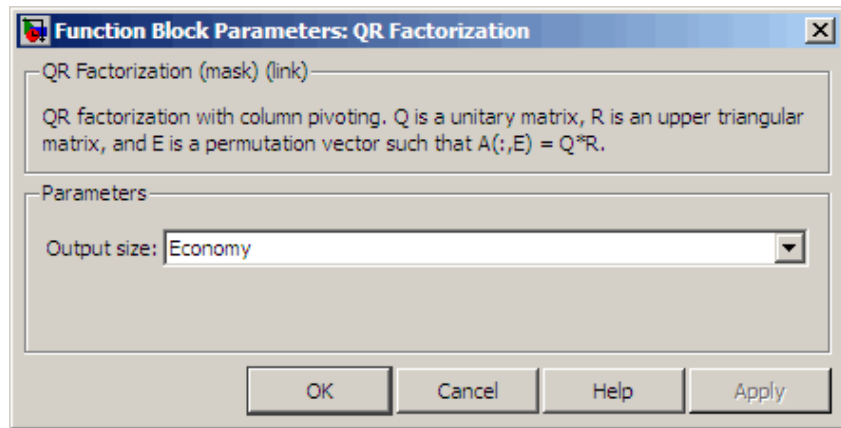 Function Block Parameters: QR Factorization
QR Factorization (mask) (link)
QR factorization with column pivoting. Q is a unitary matrix, R is an upper triangular
matrix, and E is a permutation vector such that A(:,E) = Q*R.
Parameters
Output size: Economy
OK Cancel Help Apply